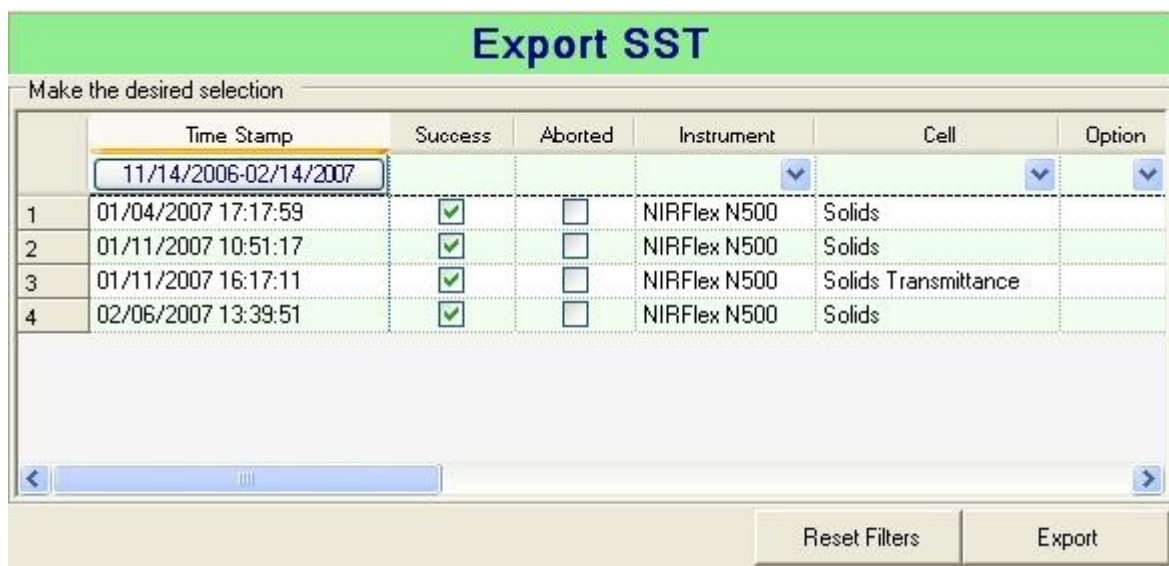 Export SST
Make the desired selection
Time Stamp Success Aborted Instrument Cell Option
11/14/2006-02/14/2007
1 01/04/2007 17:17:59 NIRFlex N500 Solids
2 01/11/2007 10:51:17 NIRFlex N500 Solids
3 01/11/2007 16:17:11 NIRFlex N500 Solids Transmittance
4 02/06/2007 13:39:51 NIRFlex N500 Solids
Reset Filters Export